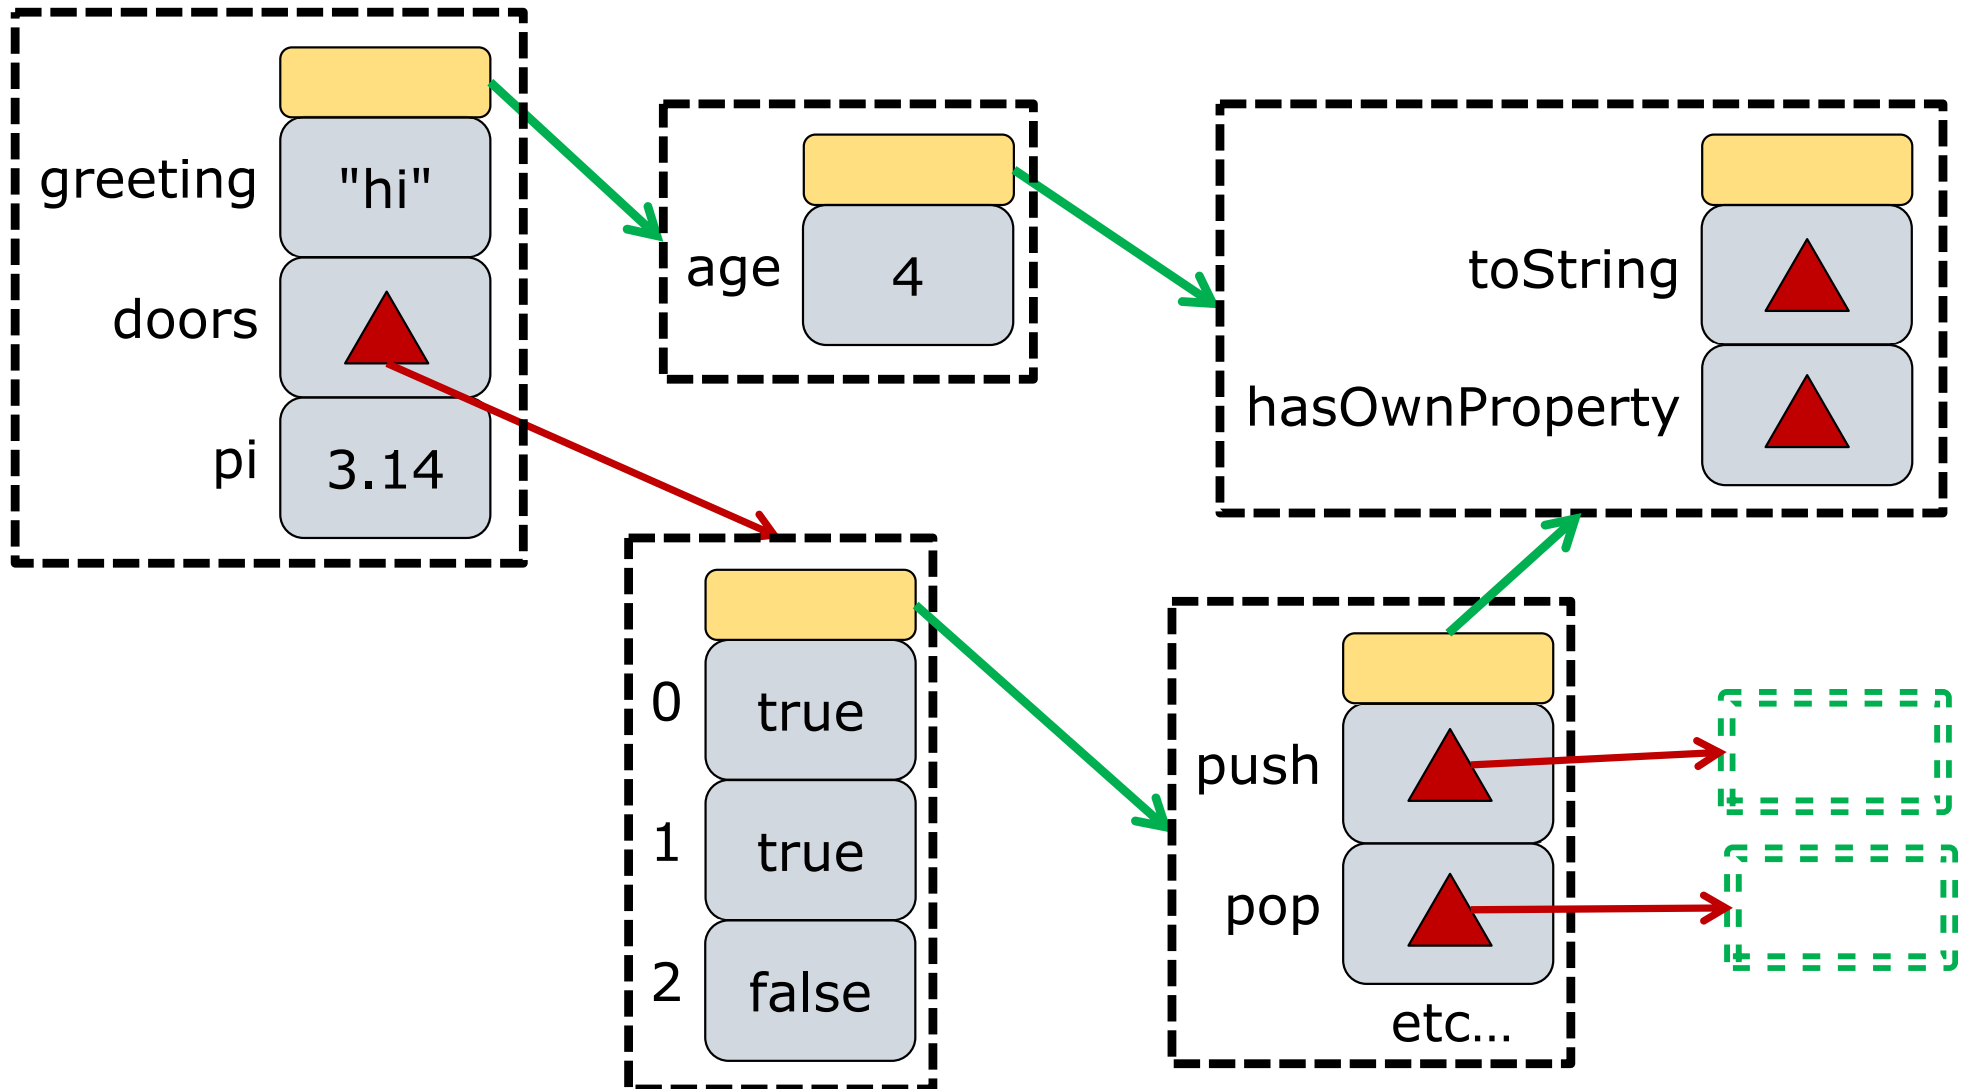 greeting "hi"
doors
pi 3.14
age 4
toString
hasOwnProperty
0 true
1 true
2 false
push
pop
etc...